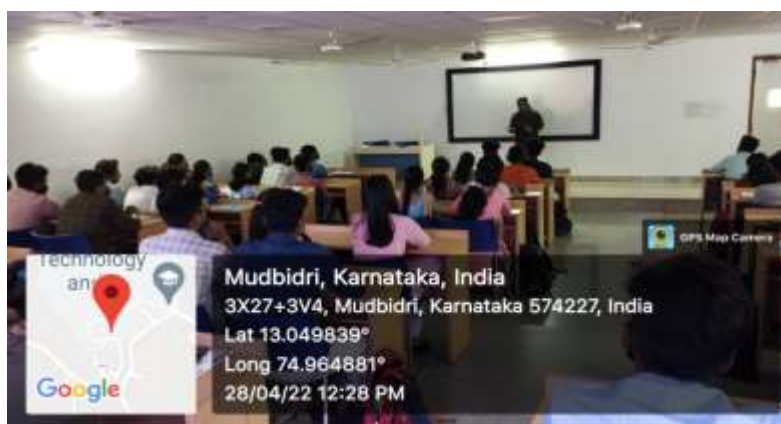 GPS Map Camera
Technology
an
Google
Mudbidri, Karnataka, India
3X27+3V4, Mudbidri, Karnataka 574227, India
Lat 13.049839°
Long 74.964881°
28/04/22 12:28 PM